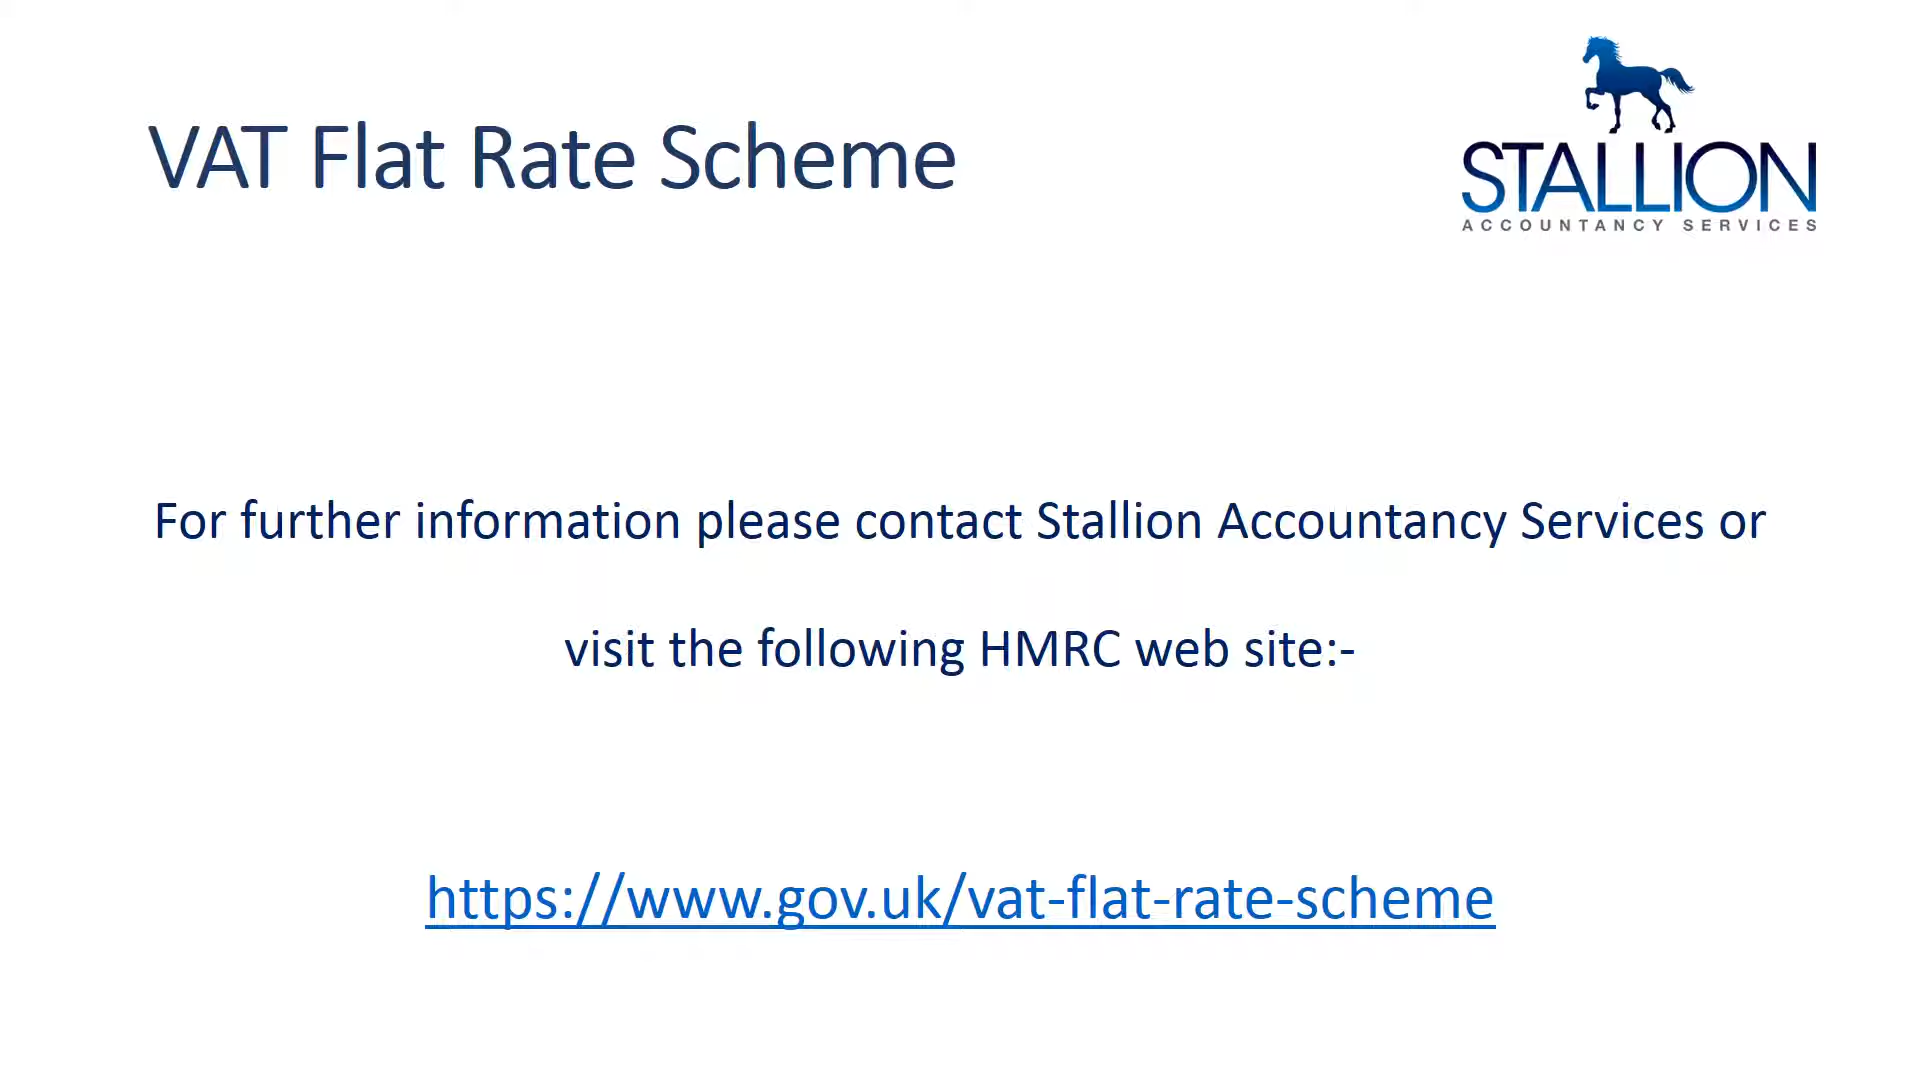 VAT Flat Rate Scheme
STALLION
ACCOUNTANCY SERVICES
For further information please contact Stallion Accountancy Services or
visit the following HMRC web site:-
https://www.gov.uk/vat-flat-rate-scheme